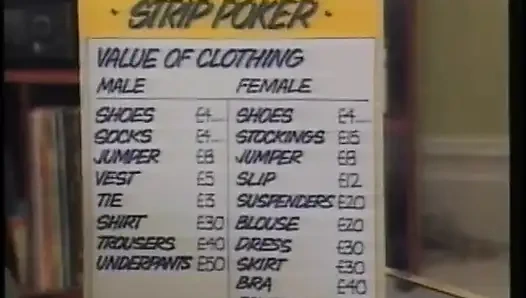 · STRIP POKER ·
VALUE OF CLOTHING
MALE FEMALE
SHOES £4 SHOES £4
SOCKS £4 STOCKINGS £15
JUMPER £8 JUMPER £8
VEST £5 SLIP £12
TIE £3 SUSPENDERS £20
SHIRT £30 BLOUSE £20
TROUSERS £40 DRESS £30
UNDERPANTS £50 SKIRT £30
BRA £40